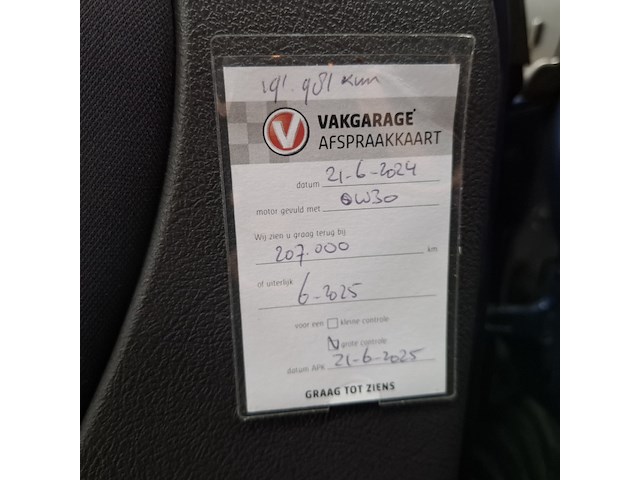 191.981 km
V
VAKGARAGE
AFSPRAAKKAART
datum 21-6-2024
motor gevuld met 0W30
Wij zien u graag terug bij
207.000 km
of uiterlijk 6-2025
voor een kleine controle
grote controle
datum APK 21-6-2025
GRAAG TOT ZIENS